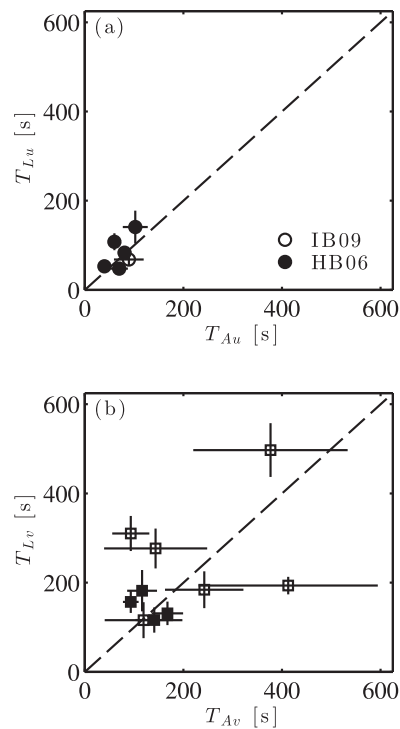 600
(a)
400
T_{Lu} [s]
200
IB09
HB06
0
0 200 400 600
T_{Au} [s]
600
(b)
400
T_{Lv} [s]
200
0
0 200 400 600
T_{Av} [s]